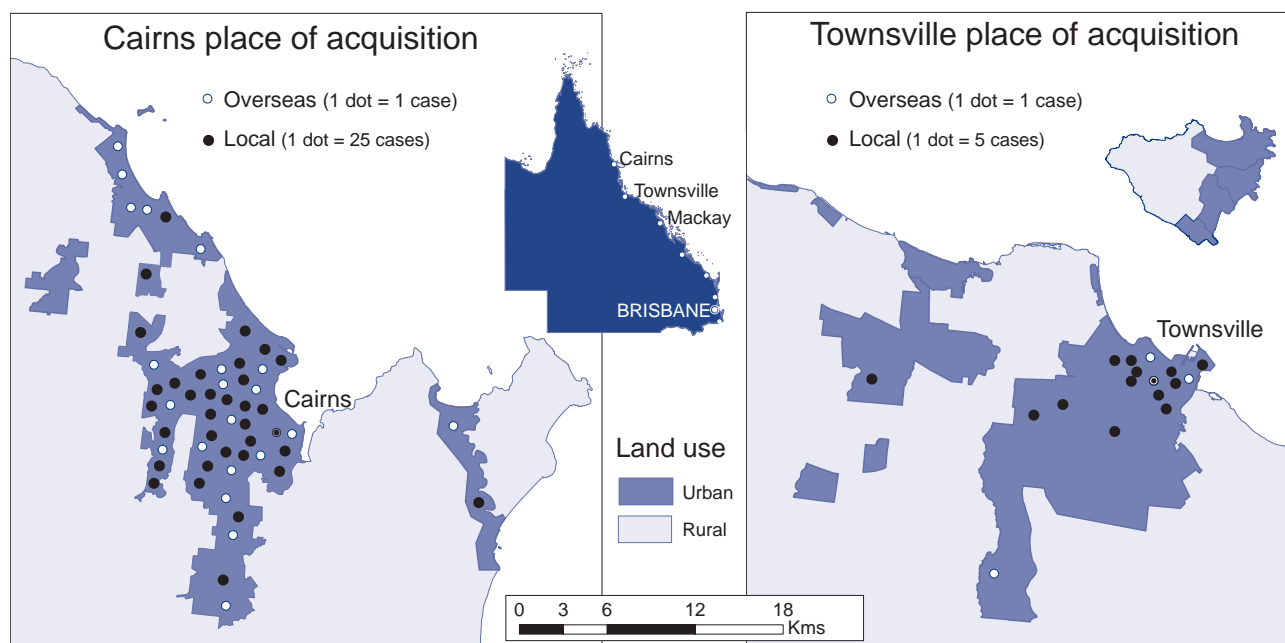 Cairns place of acquisition
Overseas (1 dot = 1 case)
Local (1 dot = 25 cases)
Cairns
Cairns
Townsville
Mackay
BRISBANE
Land use
Urban
Rural
0 3 6 12 18
Kms
Townsville place of acquisition
Overseas (1 dot = 1 case)
Local (1 dot = 5 cases)
Townsville